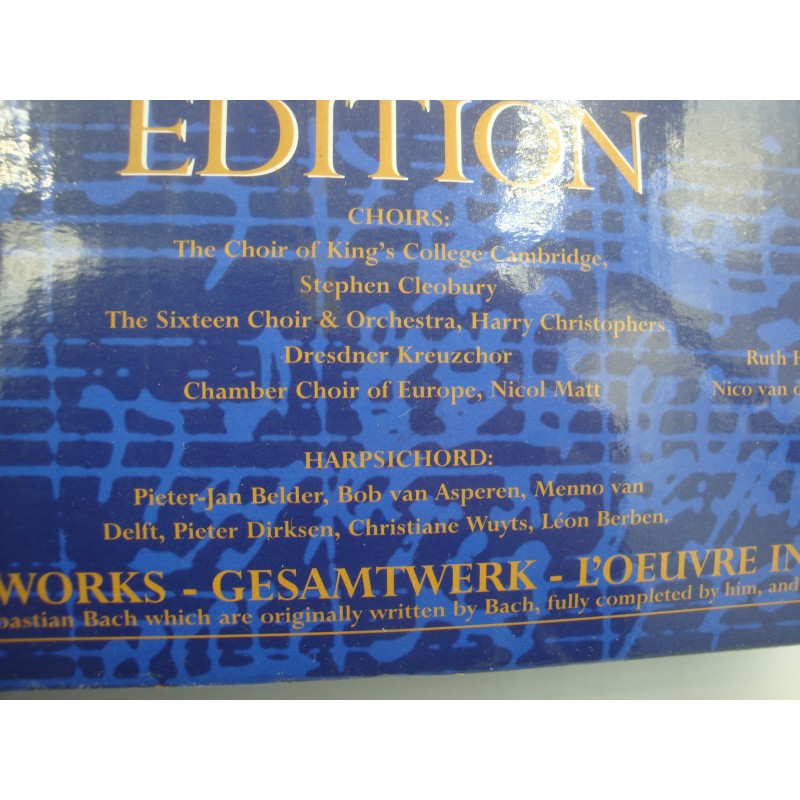 EDITION
CHOIRS:
The Choir of King's College Cambridge,
Stephen Cleobury
The Sixteen Choir & Orchestra, Harry Christophers
Dresdner Kreuzchor
Chamber Choir of Europe, Nicol Matt
Ruth H
Nico van d
HARPSICHORD:
Pieter-Jan Belder, Bob van Asperen, Menno van
Delft, Pieter Dirksen, Christiane Wuyts, Léon Berben.
WORKS - GESAMTWERK - L'OEUVRE IN
bastian Bach which are originally written by Bach, fully completed by him, and